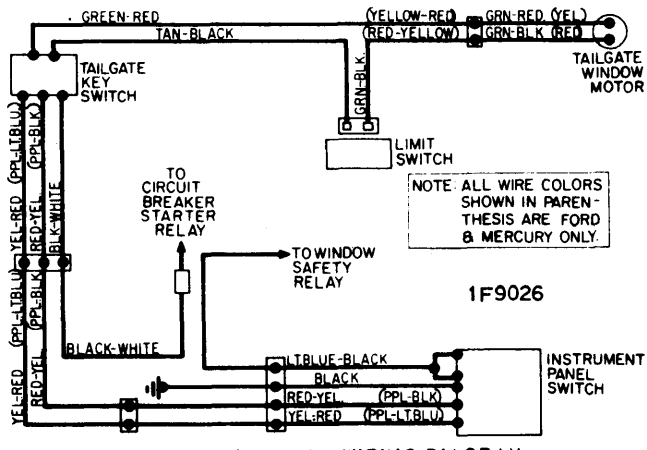 GREEN-RED
(YELLOW-RED)
GRN-RED (YEL)
TAN-BLACK
(RED-YELLOW)
GRN-BLK (RED)
TAILGATE
WINDOW
MOTOR
TAILGATE
KEY
SWITCH
GRN-BLK.
LIMIT
SWITCH
YEL-RED (PPL-LT.BLU)
RED-YEL (PPL-BLK)
BLK-WHITE
TO
CIRCUIT
BREAKER
STARTER
RELAY
NOTE: ALL WIRE COLORS
SHOWN IN PAREN-
THESIS ARE FORD
& MERCURY ONLY.
TO WINDOW
SAFETY
RELAY
1F9026
YEL-RED (PPL-LT.BLU)
RED-YEL. (PPL-BLK)
BLACK-WHITE
LT.BLUE-BLACK
BLACK
RED-YEL. (PPL-BLK)
YEL-RED (PPL-LT.BLU)
INSTRUMENT
PANEL
SWITCH